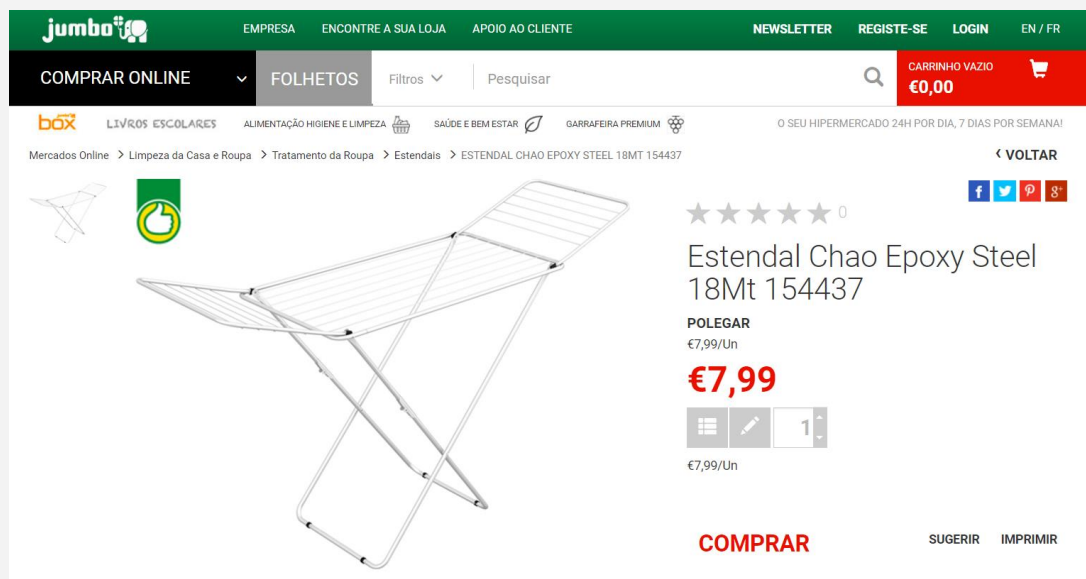 jumbo
EMPRESA ENCONTRE A SUA LOJA APOIO AO CLIENTE NEWSLETTER REGISTE-SE LOGIN EN / FR
COMPRAR ONLINE FOLHETOS Filtros Pesquisar CARRINHO VAZIO
€0,00
box LIVROS ESCOLARES ALIMENTAÇÃO HIGIENE E LIMPEZA SAÚDE E BEM ESTAR GARRAFEIRA PREMIUM O SEU HIPERMERCADO 24H POR DIA, 7 DIAS POR SEMANA!
Mercados Online > Limpeza da Casa e Roupa > Tratamento da Roupa > Estendais > ESTENDAL CHAO EPOXY STEEL 18MT 154437 ‹ VOLTAR
0
Estendal Chao Epoxy Steel
18Mt 154437
POLEGAR
€7,99/Un
€7,99
1
€7,99/Un
COMPRAR SUGERIR IMPRIMIR